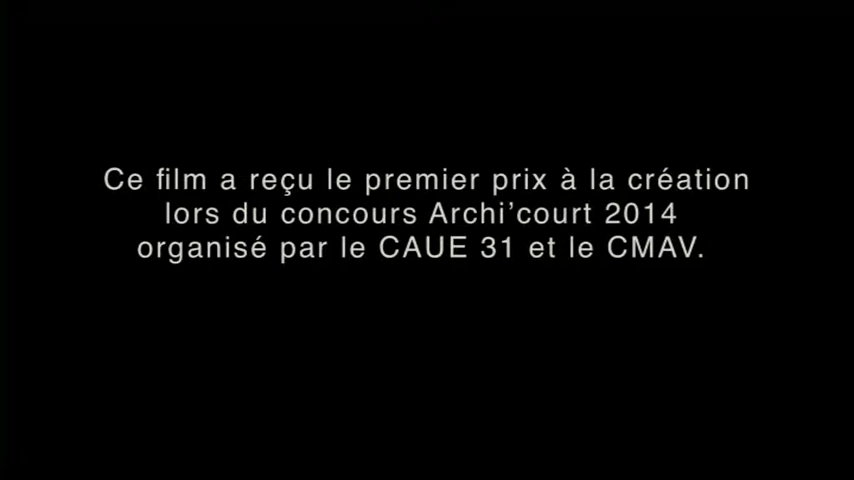 Ce film a reçu le premier prix à la création
lors du concours Archi’court 2014
organisé par le CAUE 31 et le CMAV.